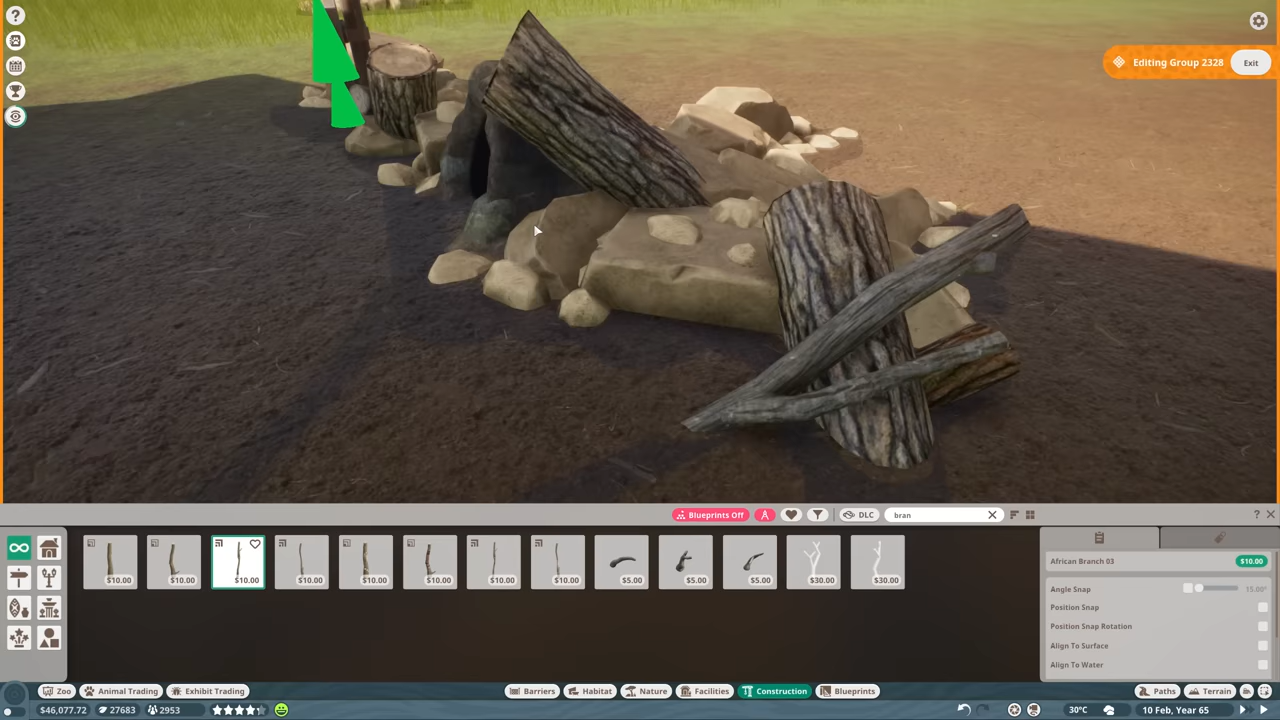 Editing Group 2328
Exit
Blueprints Off
DLC
bran
$10.00
$10.00
$10.00
$10.00
$10.00
$10.00
$10.00
$10.00
$5.00
$5.00
$5.00
$30.00
$30.00
African Branch 03
$10.00
Angle Snap
15.00°
Position Snap
Position Snap Rotation
Align To Surface
Align To Water
Zoo
Animal Trading
Exhibit Trading
Barriers
Habitat
Nature
Facilities
Construction
Blueprints
Paths
Terrain
$46,077.72
27683
2953
30°C
10 Feb, Year 65